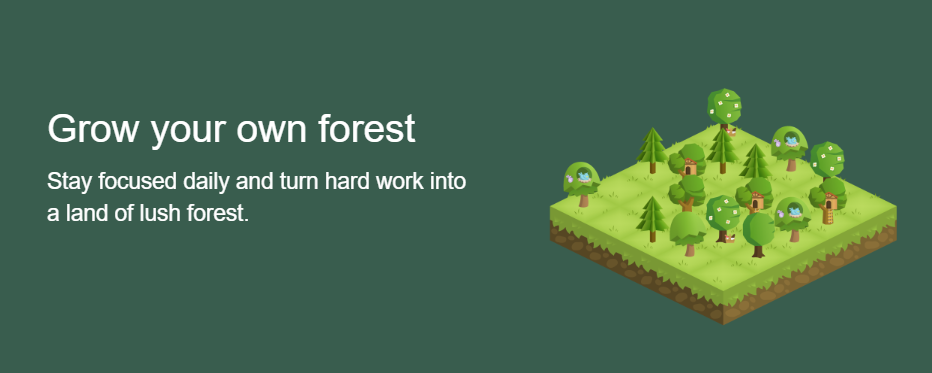 Grow your own forest
Stay focused daily and turn hard work into
a land of lush forest.